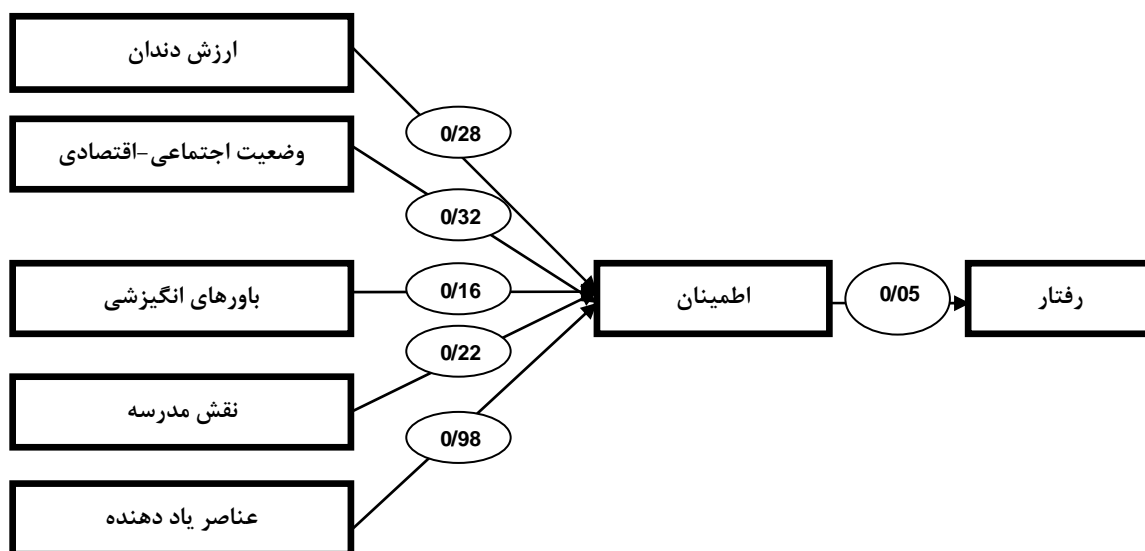 ارزش دندان
0/28
وضعیت اجتماعی-اقتصادی
0/32
باورهای انگیزشی
0/16
اطمینان
0/05
رفتار
0/22
نقش مدرسه
0/98
عناصر یاد دهنده